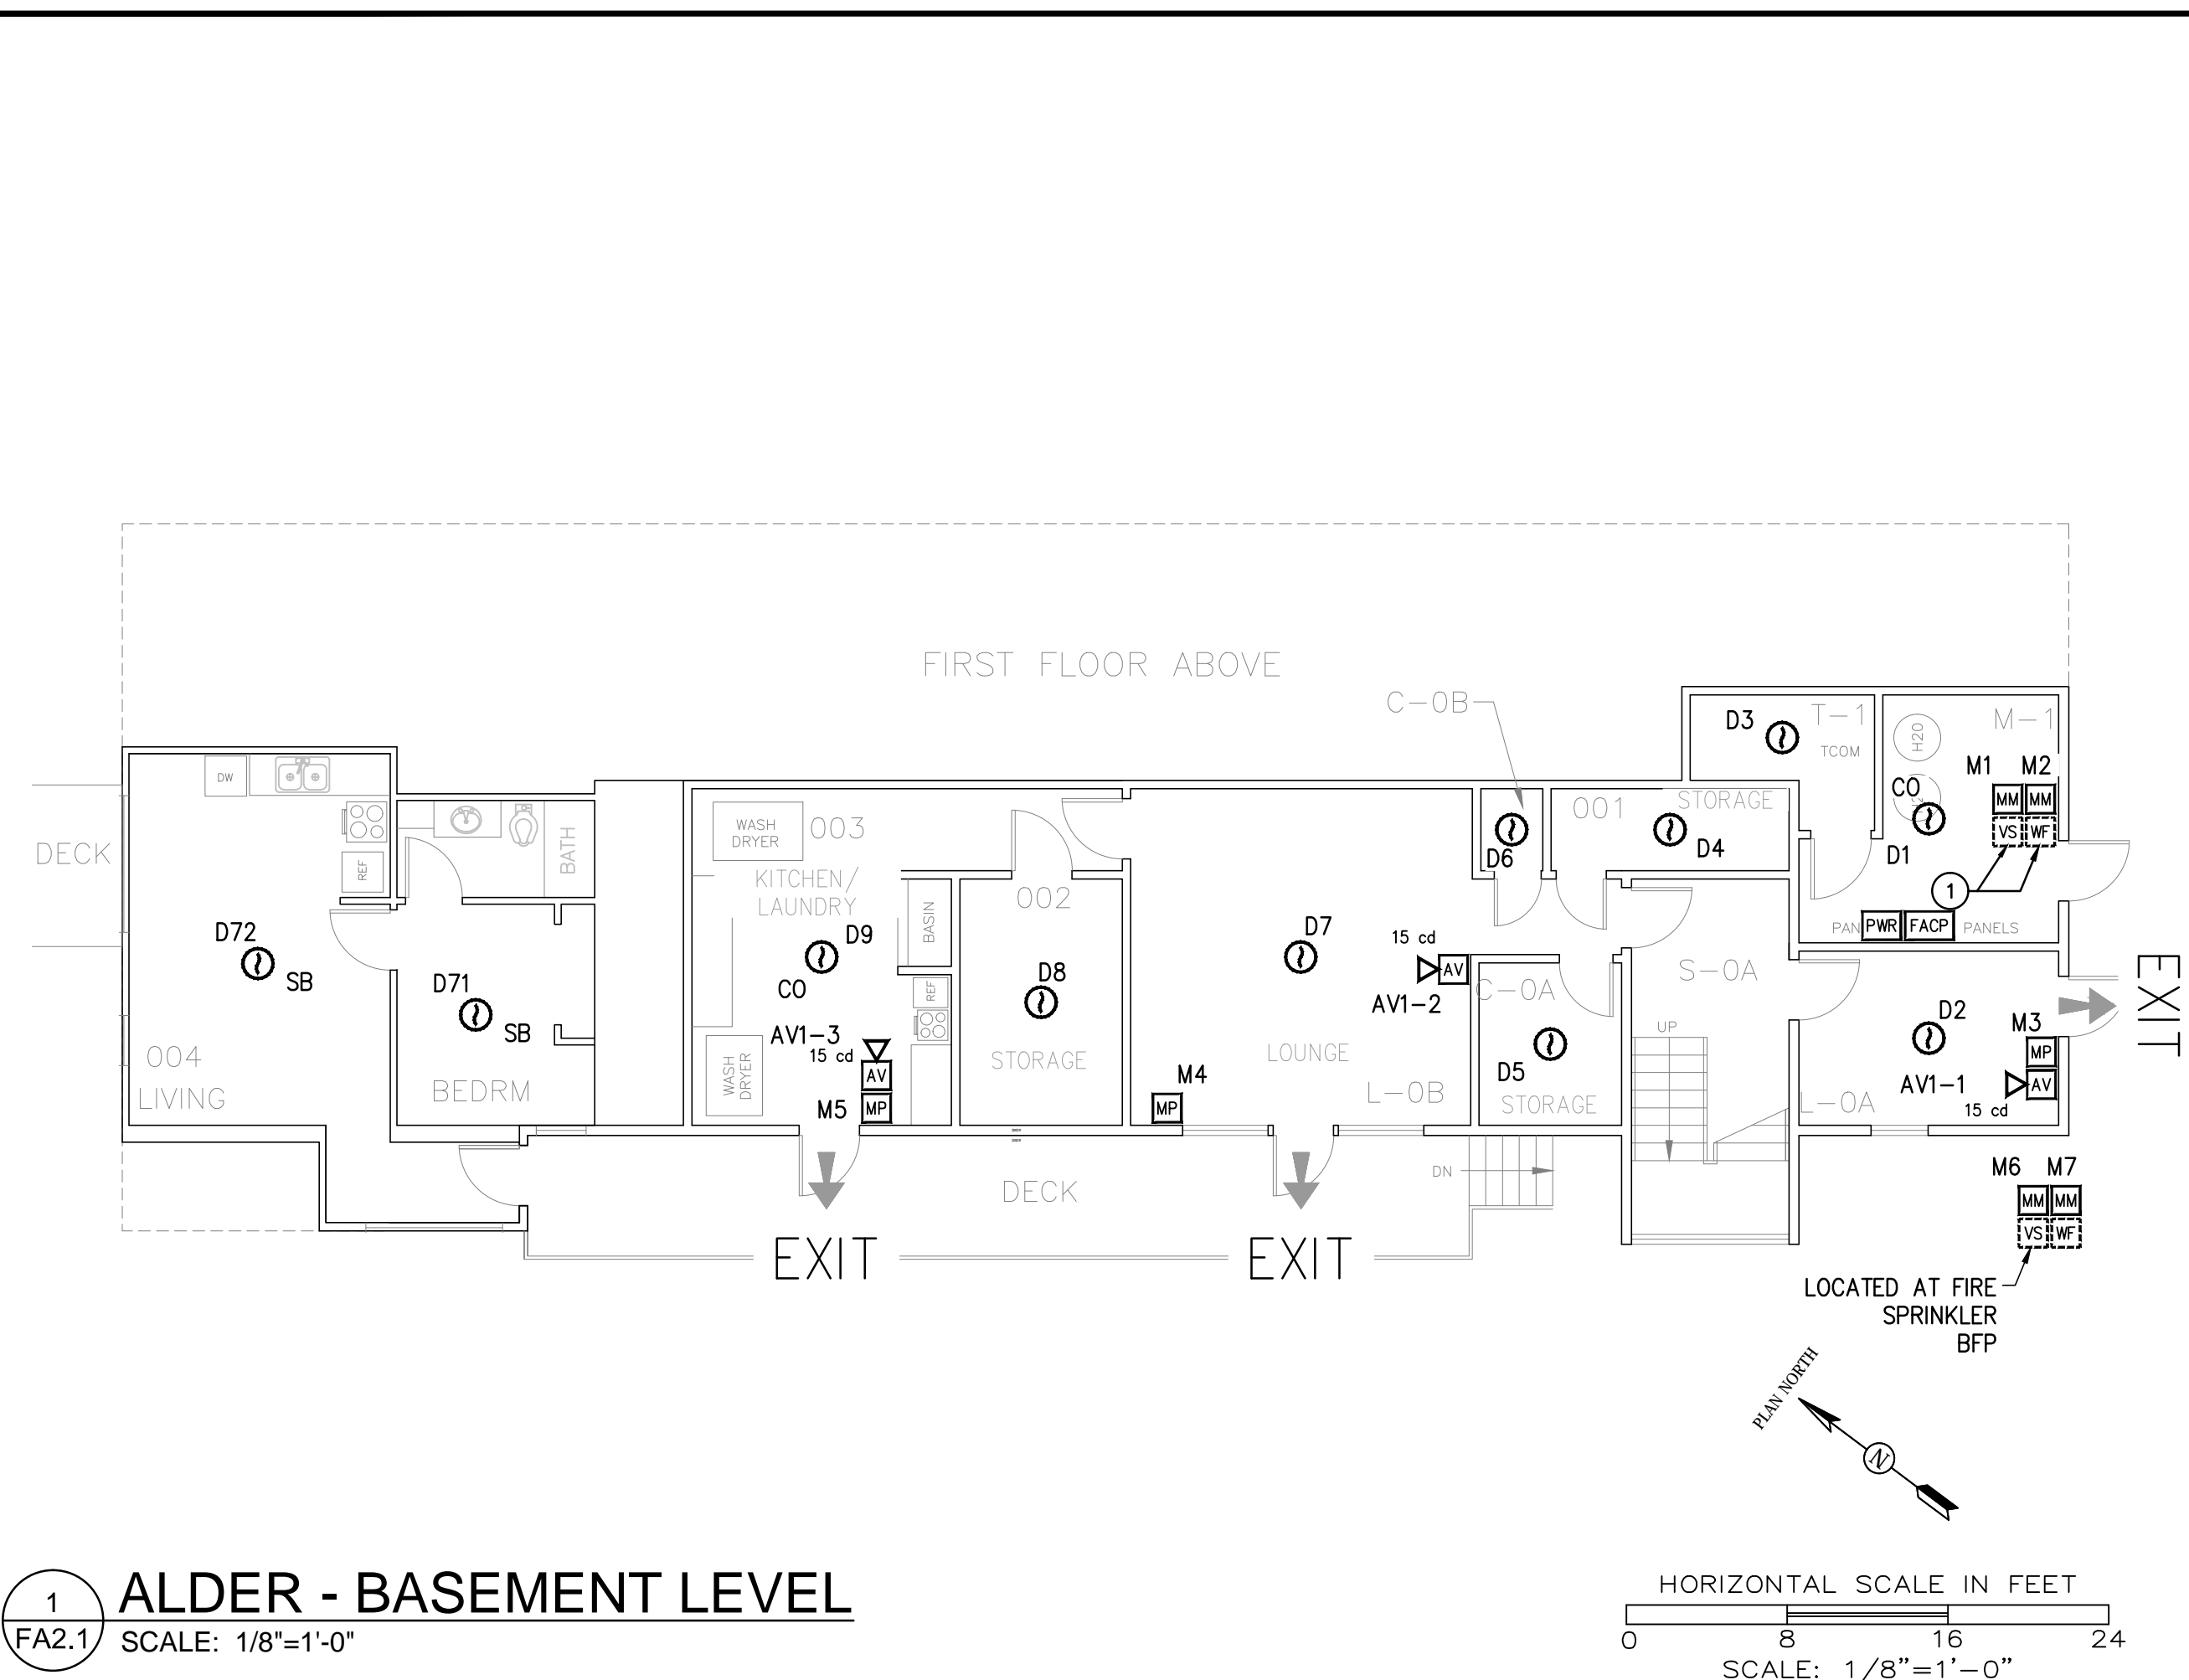 FIRST FLOOR ABOVE
C-0B
D3
T-1
TCOM
M-1
H20
M1 M2
CO
MM MM
VS WF
D1
1
PWR FACP PANELS
DW
REF
BATH
DECK
WASH
DRYER
003
KITCHEN/
LAUNDRY
002
BASIN
D6
001
STORAGE
D4
D72
SB
D71
SB
004
LIVING
BEDRM
D9
CO
REF
AV1-3
15 cd
AV
M5
MP
WASH
DRYER
D8
STORAGE
D7
15 cd
AV
AV1-2
LOUNGE
L-0B
M4
MP
C-0A
D5
STORAGE
S-0A
UP
D2
M3
MP
AV1-1
AV
15 cd
L-0A
EXIT
DECK
DN
EXIT
EXIT
M6 M7
MM MM
VS WF
LOCATED AT FIRE
SPRINKLER
BFP
PLAN NORTH
N
1
FA2.1
ALDER - BASEMENT LEVEL
SCALE: 1/8"=1'-0"
HORIZONTAL SCALE IN FEET
0 8 16 24
SCALE: 1/8"=1'-0"